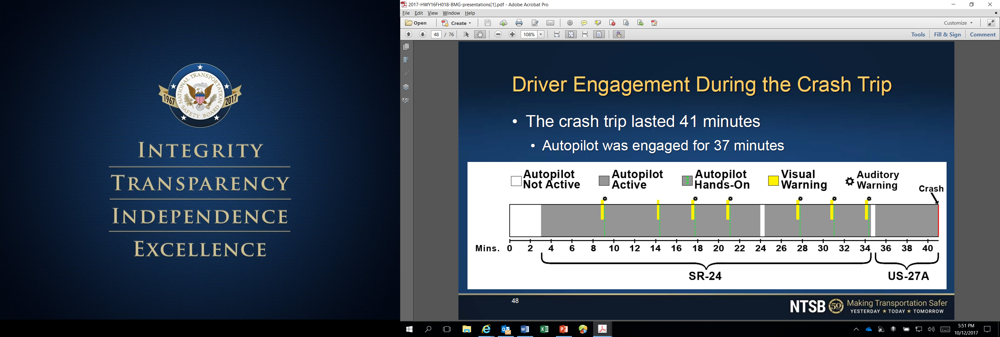 NATIONAL TRANSPORTATION
SAFETY BOARD
1967
2017
INTEGRITY
TRANSPARENCY
INDEPENDENCE
EXCELLENCE
2017-HWY16FH018-BMG-presentations[1].pdf - Adobe Acrobat Pro
File Edit View Window Help
Open Create Customize
48 / 76 108% Tools Fill & Sign Comment
Driver Engagement During the Crash Trip
• The crash trip lasted 41 minutes
• Autopilot was engaged for 37 minutes
Autopilot Not Active
Autopilot Active
Autopilot Hands-On
Visual Warning
Auditory Warning
Crash
Mins. 0 2 4 6 8 10 12 14 16 18 20 22 24 26 28 30 32 34 36 38 40
SR-24 US-27A
48
NTSB 50 Making Transportation Safer
YESTERDAY ★ TODAY ★ TOMORROW
5:51 PM
10/12/2017